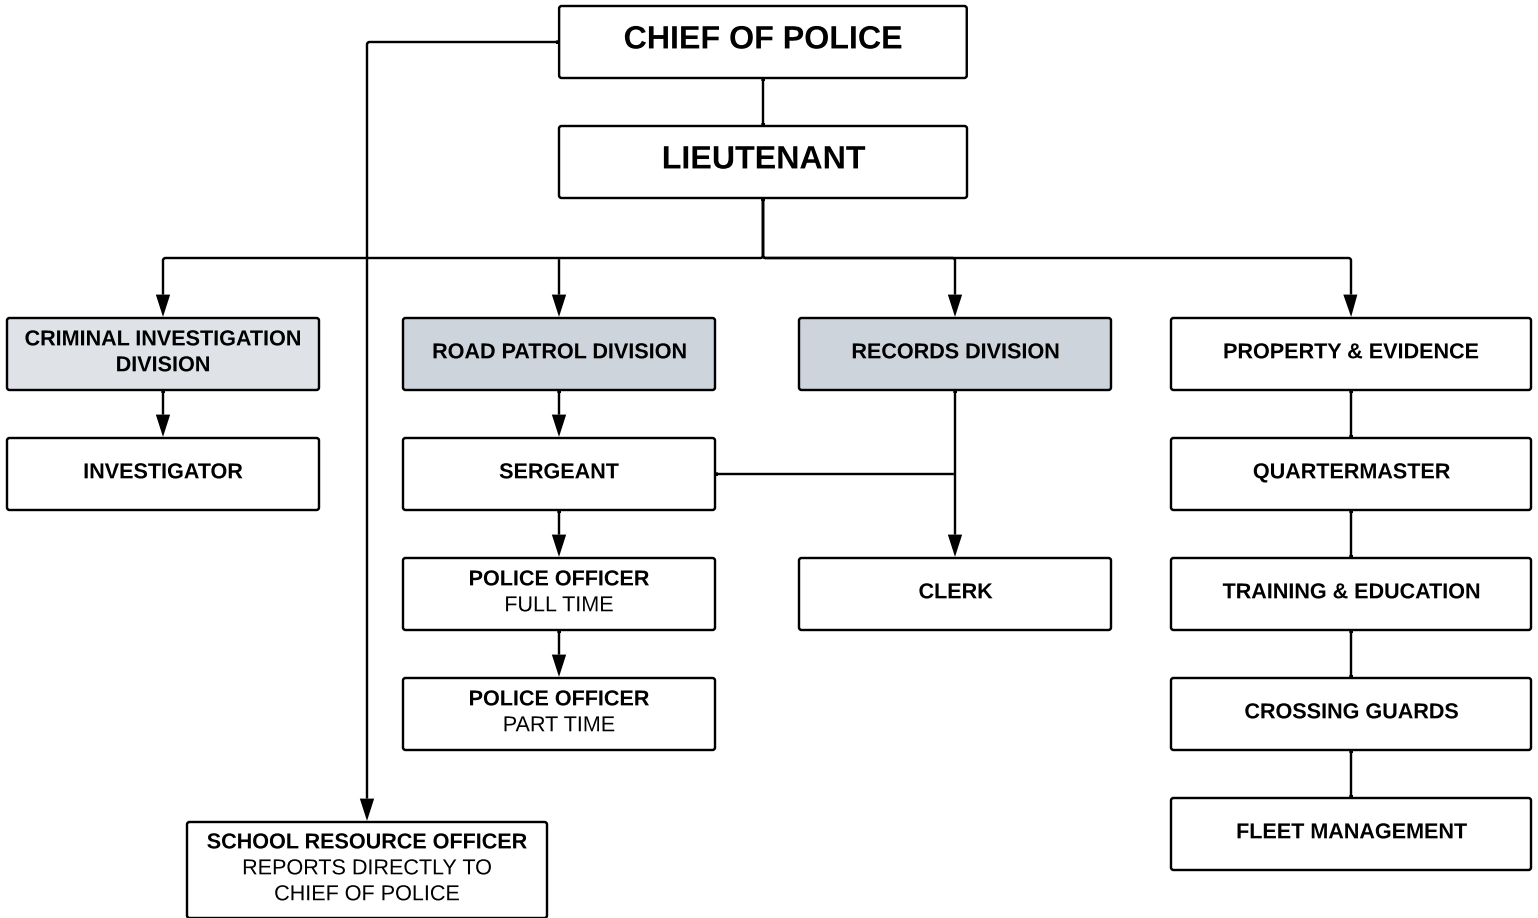 CHIEF OF POLICE
LIEUTENANT
CRIMINAL INVESTIGATION
DIVISION
ROAD PATROL DIVISION
RECORDS DIVISION
PROPERTY & EVIDENCE
INVESTIGATOR
SERGEANT
QUARTERMASTER
POLICE OFFICER
FULL TIME
CLERK
TRAINING & EDUCATION
POLICE OFFICER
PART TIME
CROSSING GUARDS
SCHOOL RESOURCE OFFICER
REPORTS DIRECTLY TO
CHIEF OF POLICE
FLEET MANAGEMENT